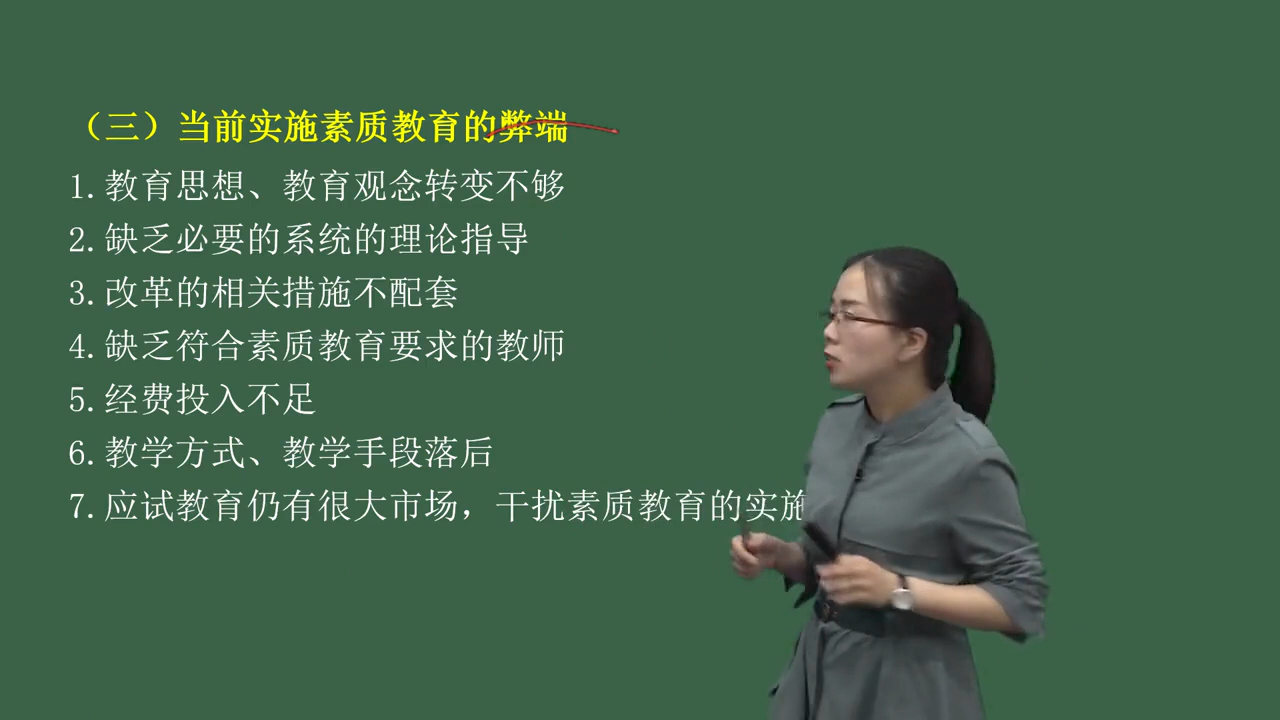 （三）当前实施素质教育的弊端
1.教育思想、教育观念转变不够
2.缺乏必要的系统的理论指导
3.改革的相关措施不配套
4.缺乏符合素质教育要求的教师
5.经费投入不足
6.教学方式、教学手段落后
7.应试教育仍有很大市场，干扰素质教育的实施